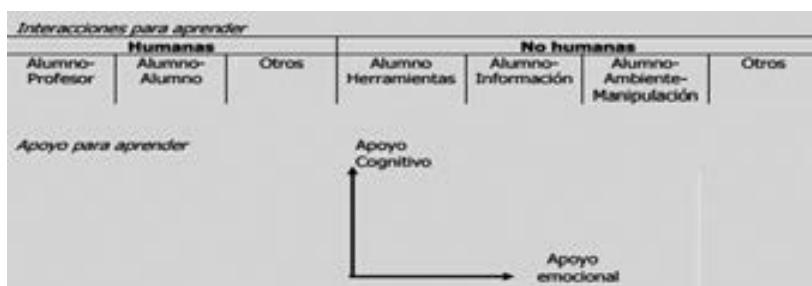 Interacciones para aprender
Humanas No humanas
Alumno- Alumno- Otros Alumno Alumno- Alumno- Otros
Profesor Alumno Herramientas Información Ambiente-
Manipulación
Apoyo para aprender Apoyo
Cognitivo
Apoyo
emocional